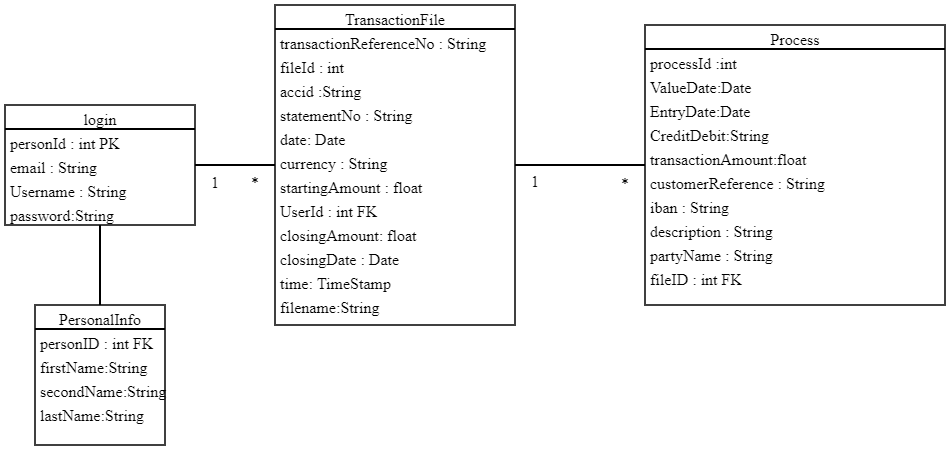 login
personId : int PK
email : String
Username : String
password:String
PersonalInfo
personID : int FK
firstName:String
secondName:String
lastName:String
1
*
TransactionFile
transactionReferenceNo : String
fileId : int
accid :String
statementNo : String
date: Date
currency : String
startingAmount : float
UserId : int FK
closingAmount: float
closingDate : Date
time: TimeStamp
filename:String
1
*
Process
processId :int
ValueDate:Date
EntryDate:Date
CreditDebit:String
transactionAmount:float
customerReference : String
iban : String
description : String
partyName : String
fileID : int FK